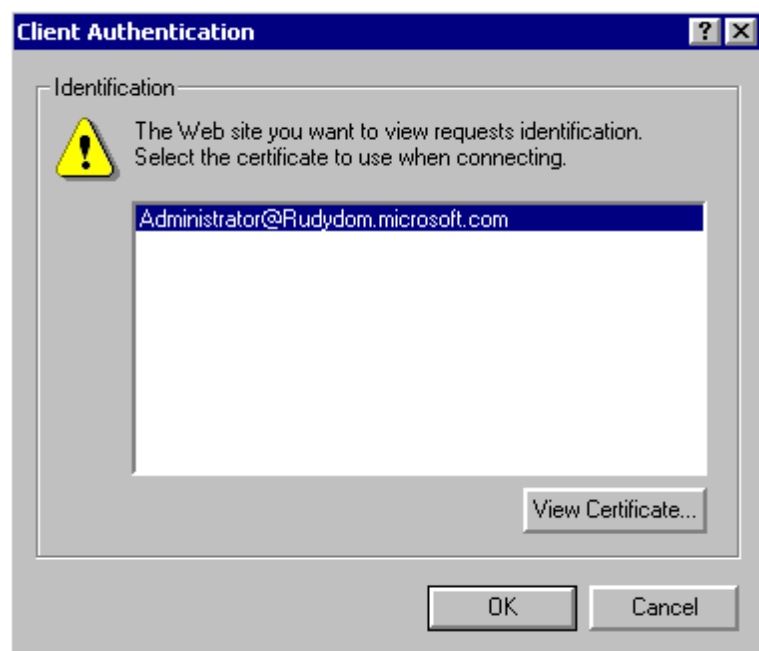 Client Authentication
Identification
The Web site you want to view requests identification.
Select the certificate to use when connecting.
Administrator@Rudydom.microsoft.com
View Certificate...
OK
Cancel